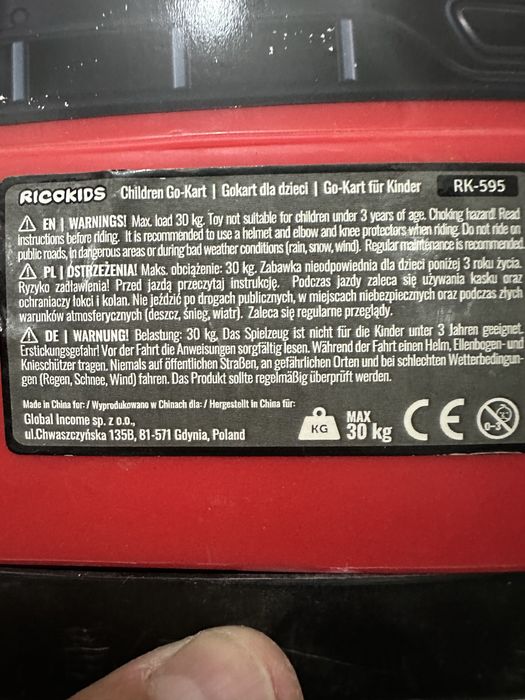 RICOKIDS Children Go-Kart | Gokart dla dzieci | Go-Kart für Kinder RK-595
EN | WARNINGS! Max. load 30 kg. Toy not suitable for children under 3 years of age. Choking hazard! Read
instructions before riding. It is recommended to use a helmet and elbow and knee protectors when riding. Do not ride on
public roads, in dangerous areas or during bad weather conditions (rain, snow, wind). Regular maintenance is recommended.
PL | OSTRZEŻENIA! Maks. obciążenie: 30 kg. Zabawka nieodpowiednia dla dzieci poniżej 3 roku życia.
Ryzyko zadławienia! Przed jazdą przeczytaj instrukcję. Podczas jazdy zaleca się używania kasku oraz
ochraniaczy łokci i kolan. Nie jeździć po drogach publicznych, w miejscach niebezpiecznych oraz podczas złych
warunków atmosferycznych (deszcz, śnieg, wiatr). Zaleca się regularne przeglądy.
DE | WARNUNG! Belastung: 30 kg. Das Spielzeug ist nicht für die Kinder unter 3 Jahren geeignet.
Erstickungsgefahr! Vor der Fahrt die Anweisungen sorgfältig lesen. Während der Fahrt einen Helm, Ellenbogen- und
Knieschützer tragen. Niemals auf öffentlichen Straßen, an gefährlichen Orten und bei schlechten Wetterbedingun-
gen (Regen, Schnee, Wind) fahren. Das Produkt sollte regelmäßig überprüft werden.
Made in China for: / Wyprodukowano w Chinach dla: / Hergestellt in China für:
Global Income sp. z o.o.,
ul.Chwaszczyńska 135B, 81-571 Gdynia, Poland
KG
MAX
30 kg
CE
0-3